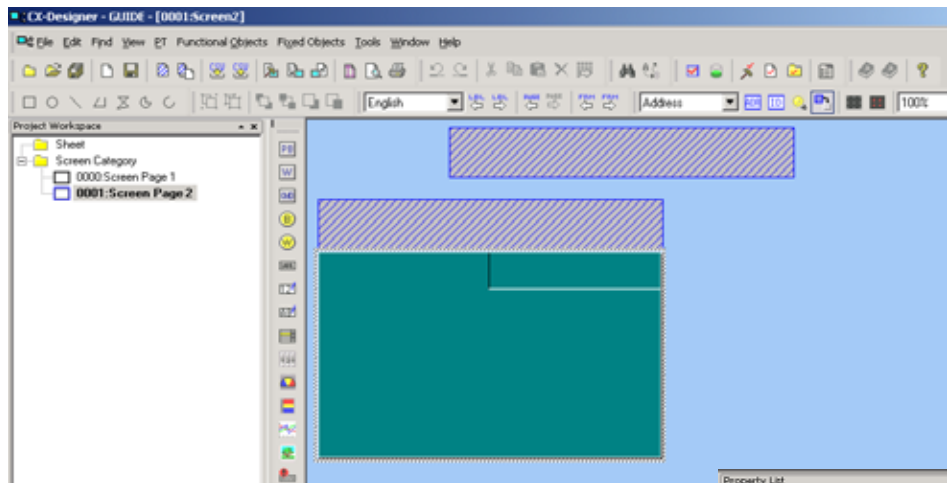 CX-Designer - GUIDE - [0001:Screen2]
File Edit Find View PT Functional Objects Fixed Objects Tools Window Help
English Address 100%
Project Workspace
Sheet
Screen Category
0000:Screen Page 1
0001:Screen Page 2
Property List